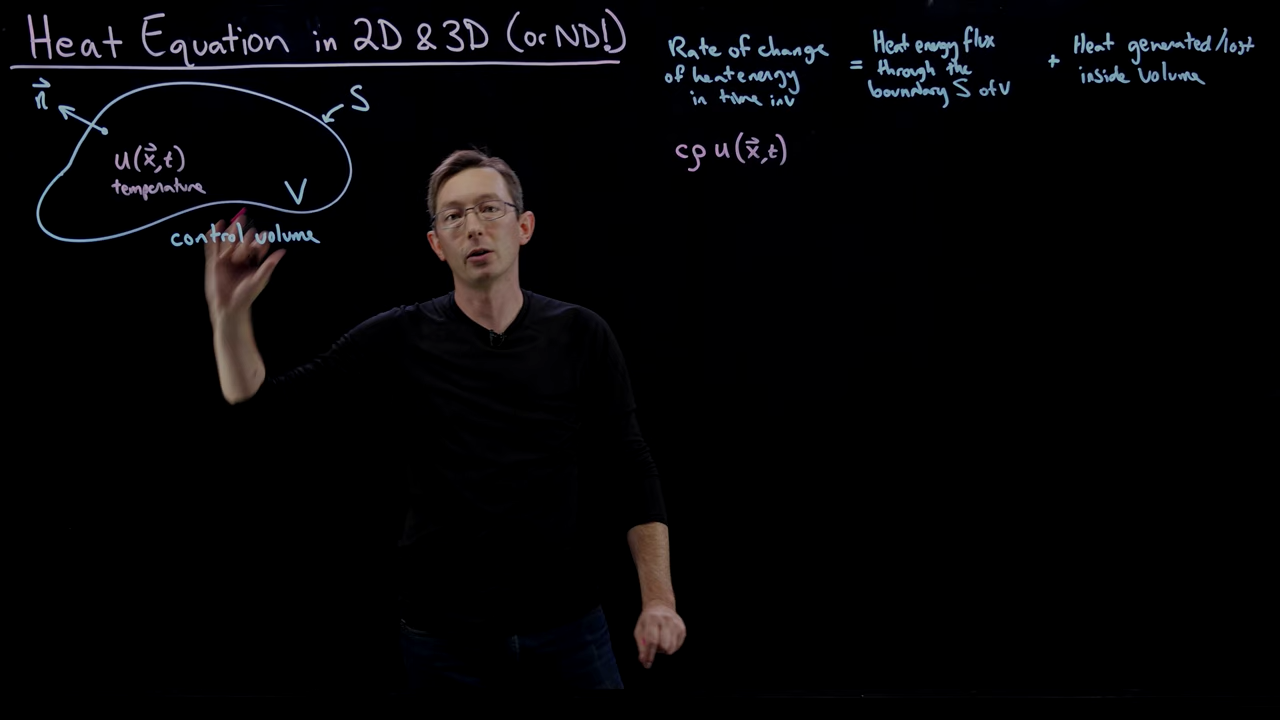 Heat Equation in 2D & 3D (or ND!)
n⃗
S
u(x⃗,t)
temperature
V
control volume
Rate of change
of heat energy
in time in V
=
Heat energy flux
through the
boundary S of V
+
Heat generated/lost
inside volume
cρ u(x⃗,t)